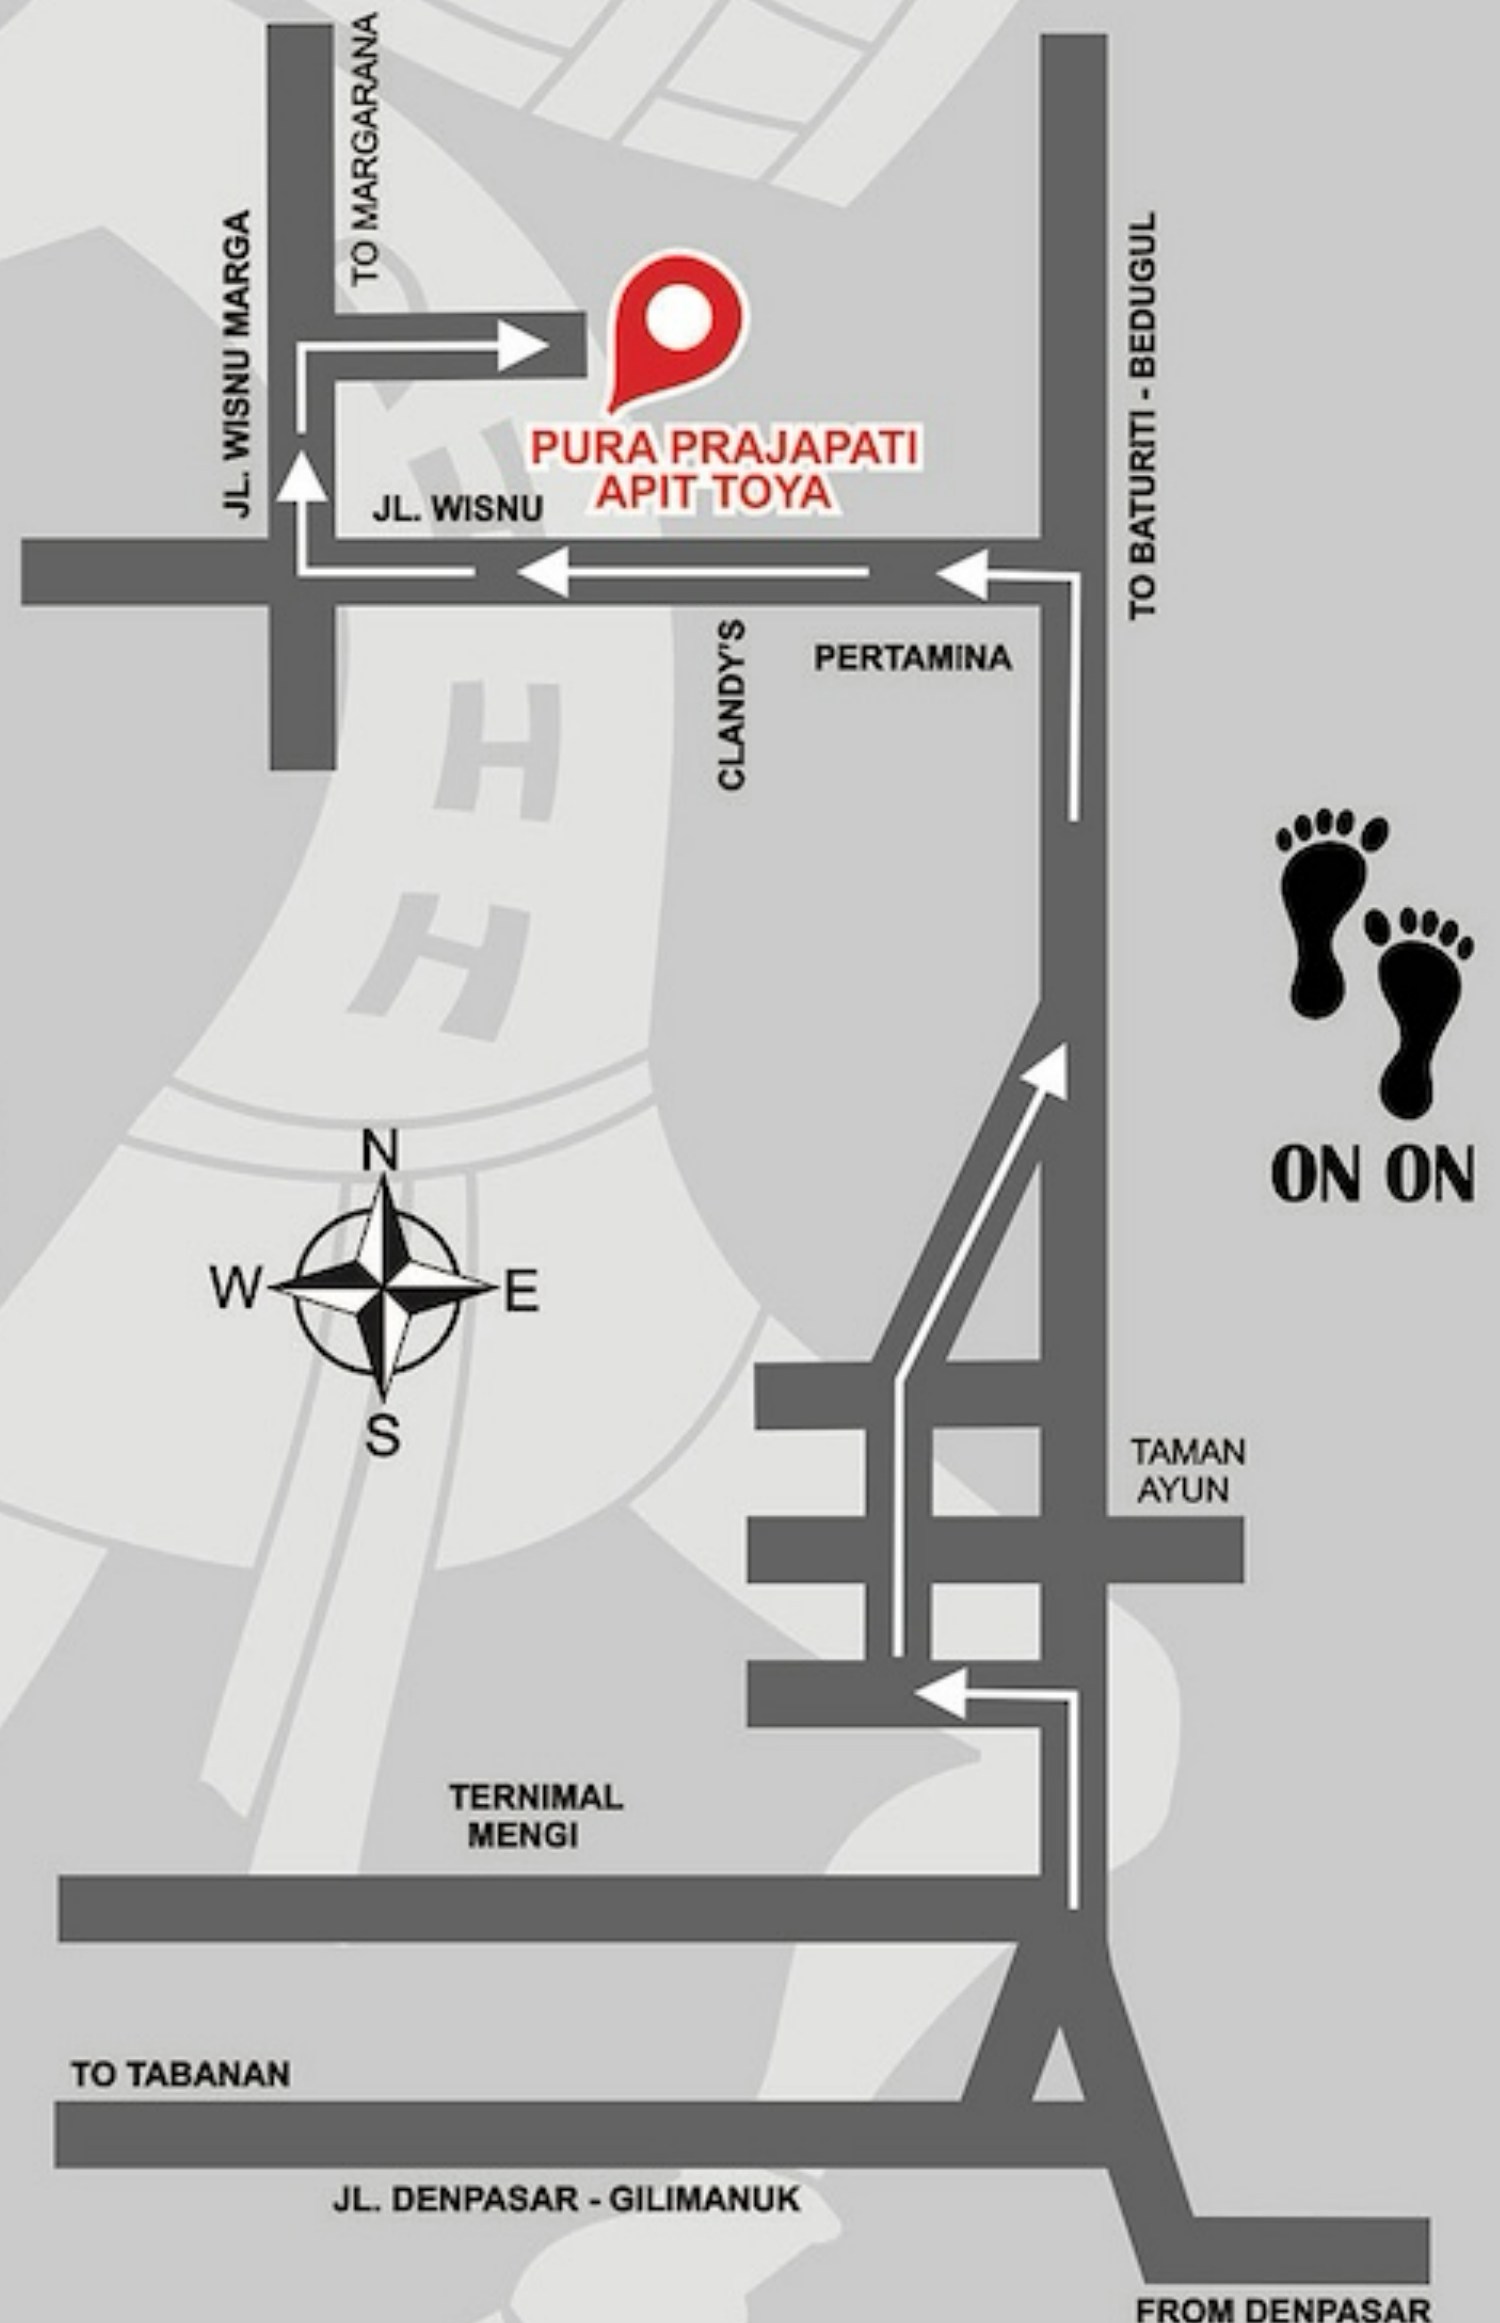 TO MARGARANA
JL. WISNU MARGA
TO BATURITI - BEDUGUL
PURA PRAJAPATI
APIT TOYA
JL. WISNU
CLANDY'S
PERTAMINA
H
H
H
ON ON
N
W
E
S
TAMAN
AYUN
TERNIMAL
MENGI
TO TABANAN
JL. DENPASAR - GILIMANUK
FROM DENPASAR